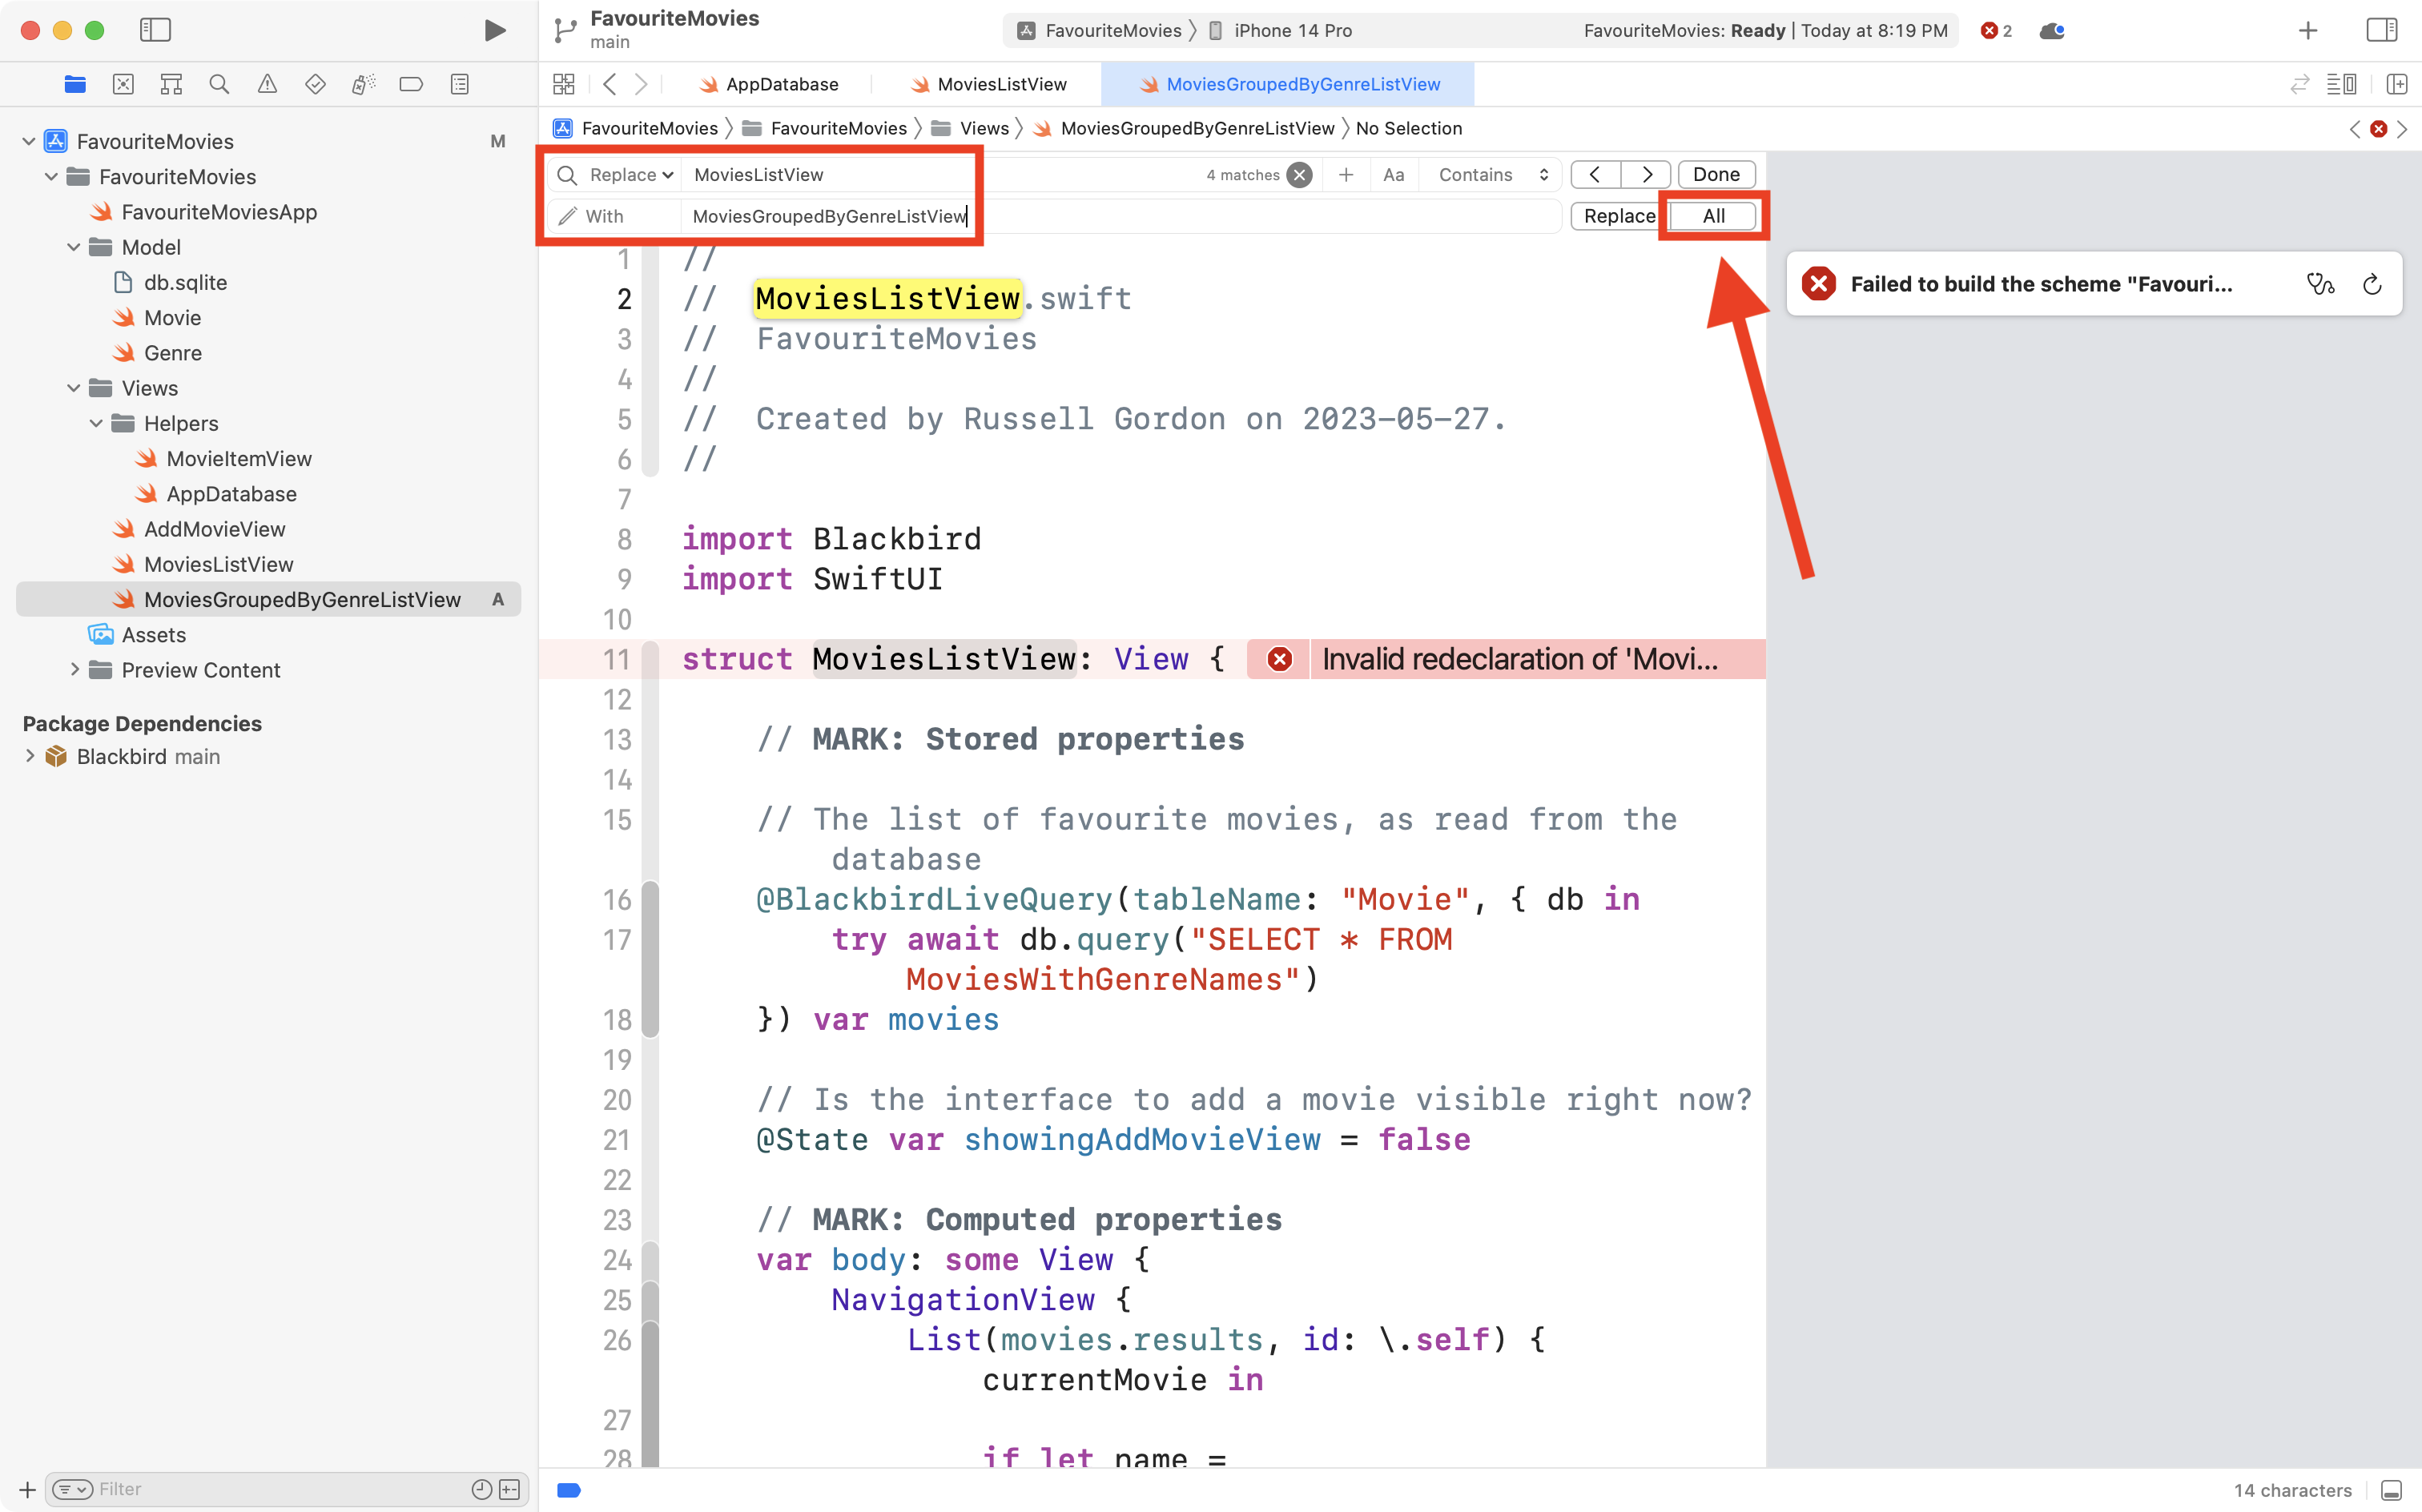 FavouriteMovies
main
FavouriteMovies
iPhone 14 Pro
FavouriteMovies: Ready | Today at 8:19 PM
2
AppDatabase
MoviesListView
MoviesGroupedByGenreListView
FavouriteMovies
FavouriteMovies
Views
MoviesGroupedByGenreListView
No Selection
FavouriteMovies M
FavouriteMovies
FavouriteMoviesApp
Model
db.sqlite
Movie
Genre
Views
Helpers
MovieItemView
AppDatabase
AddMovieView
MoviesListView
MoviesGroupedByGenreListView A
Assets
Preview Content
Package Dependencies
Blackbird main
Filter
Replace MoviesListView 4 matches Aa Contains Done
With MoviesGroupedByGenreListView Replace All
1 //
2 // MoviesListView.swift
3 // FavouriteMovies
4 //
5 // Created by Russell Gordon on 2023-05-27.
6 //
7
8 import Blackbird
9 import SwiftUI
10
11 struct MoviesListView: View { Invalid redeclaration of 'Movi...
12
13 // MARK: Stored properties
14
15 // The list of favourite movies, as read from the
database
16 @BlackbirdLiveQuery(tableName: "Movie", { db in
17 try await db.query("SELECT * FROM
MoviesWithGenreNames")
18 }) var movies
19
20 // Is the interface to add a movie visible right now?
21 @State var showingAddMovieView = false
22
23 // MARK: Computed properties
24 var body: some View {
25 NavigationView {
26 List(movies.results, id: \.self) {
currentMovie in
27
28 if let name =
Failed to build the scheme "Favouri...
14 characters